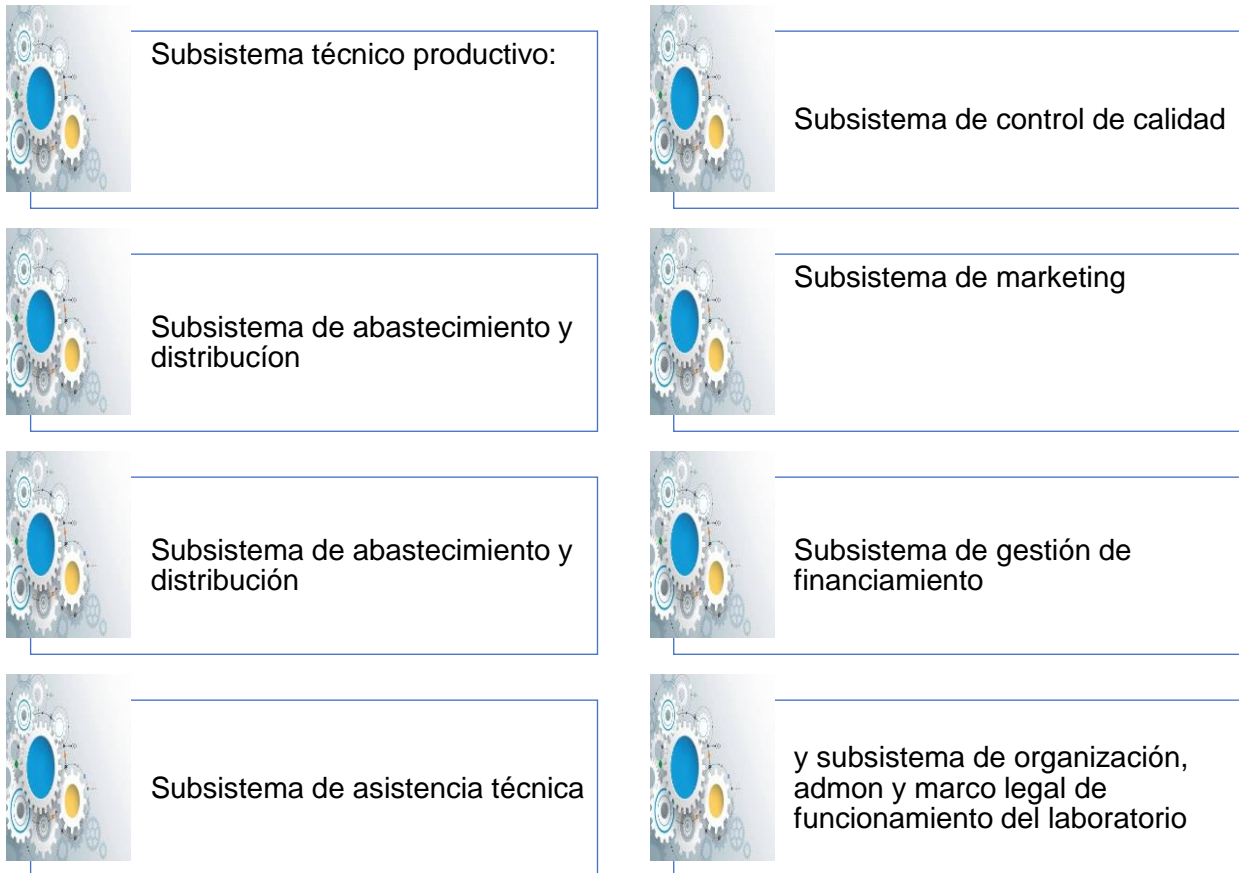 Subsistema técnico productivo:
Subsistema de control de calidad
Subsistema de abastecimiento y
distribucíon
Subsistema de marketing
Subsistema de abastecimiento y
distribución
Subsistema de gestión de
financiamiento
Subsistema de asistencia técnica
y subsistema de organización,
admon y marco legal de
funcionamiento del laboratorio